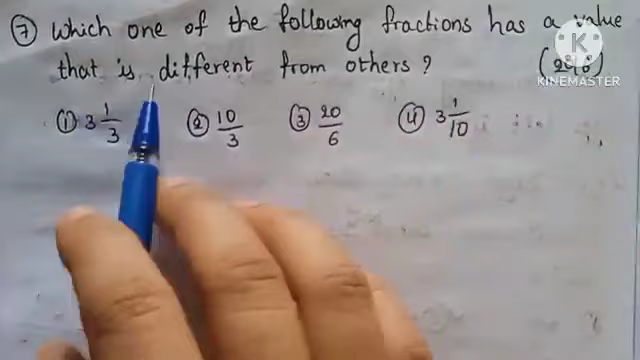 ⑦ Which one of the following fractions has a value
that is different from others?
① 3 1/3 ② 10/3 ③ 20/6 ④ 3 1/10
KINEMASTER